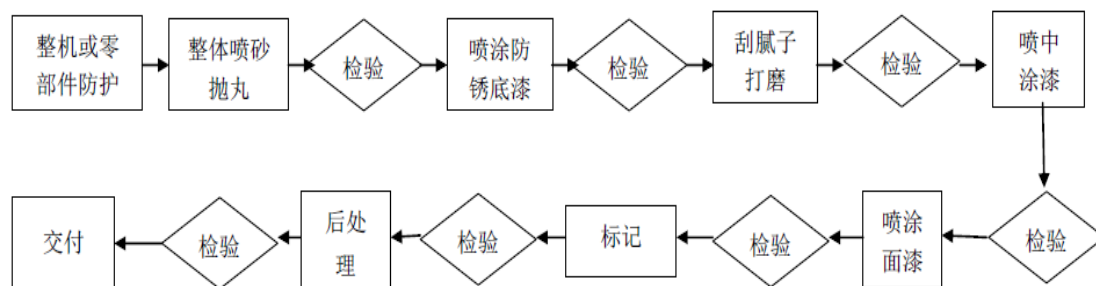 整机或零
部件防护
整体喷砂
抛丸
检验
喷涂防
锈底漆
检验
刮腻子
打磨
检验
喷中
涂漆
检验
喷涂
面漆
检验
标记
检验
后处
理
检验
交付